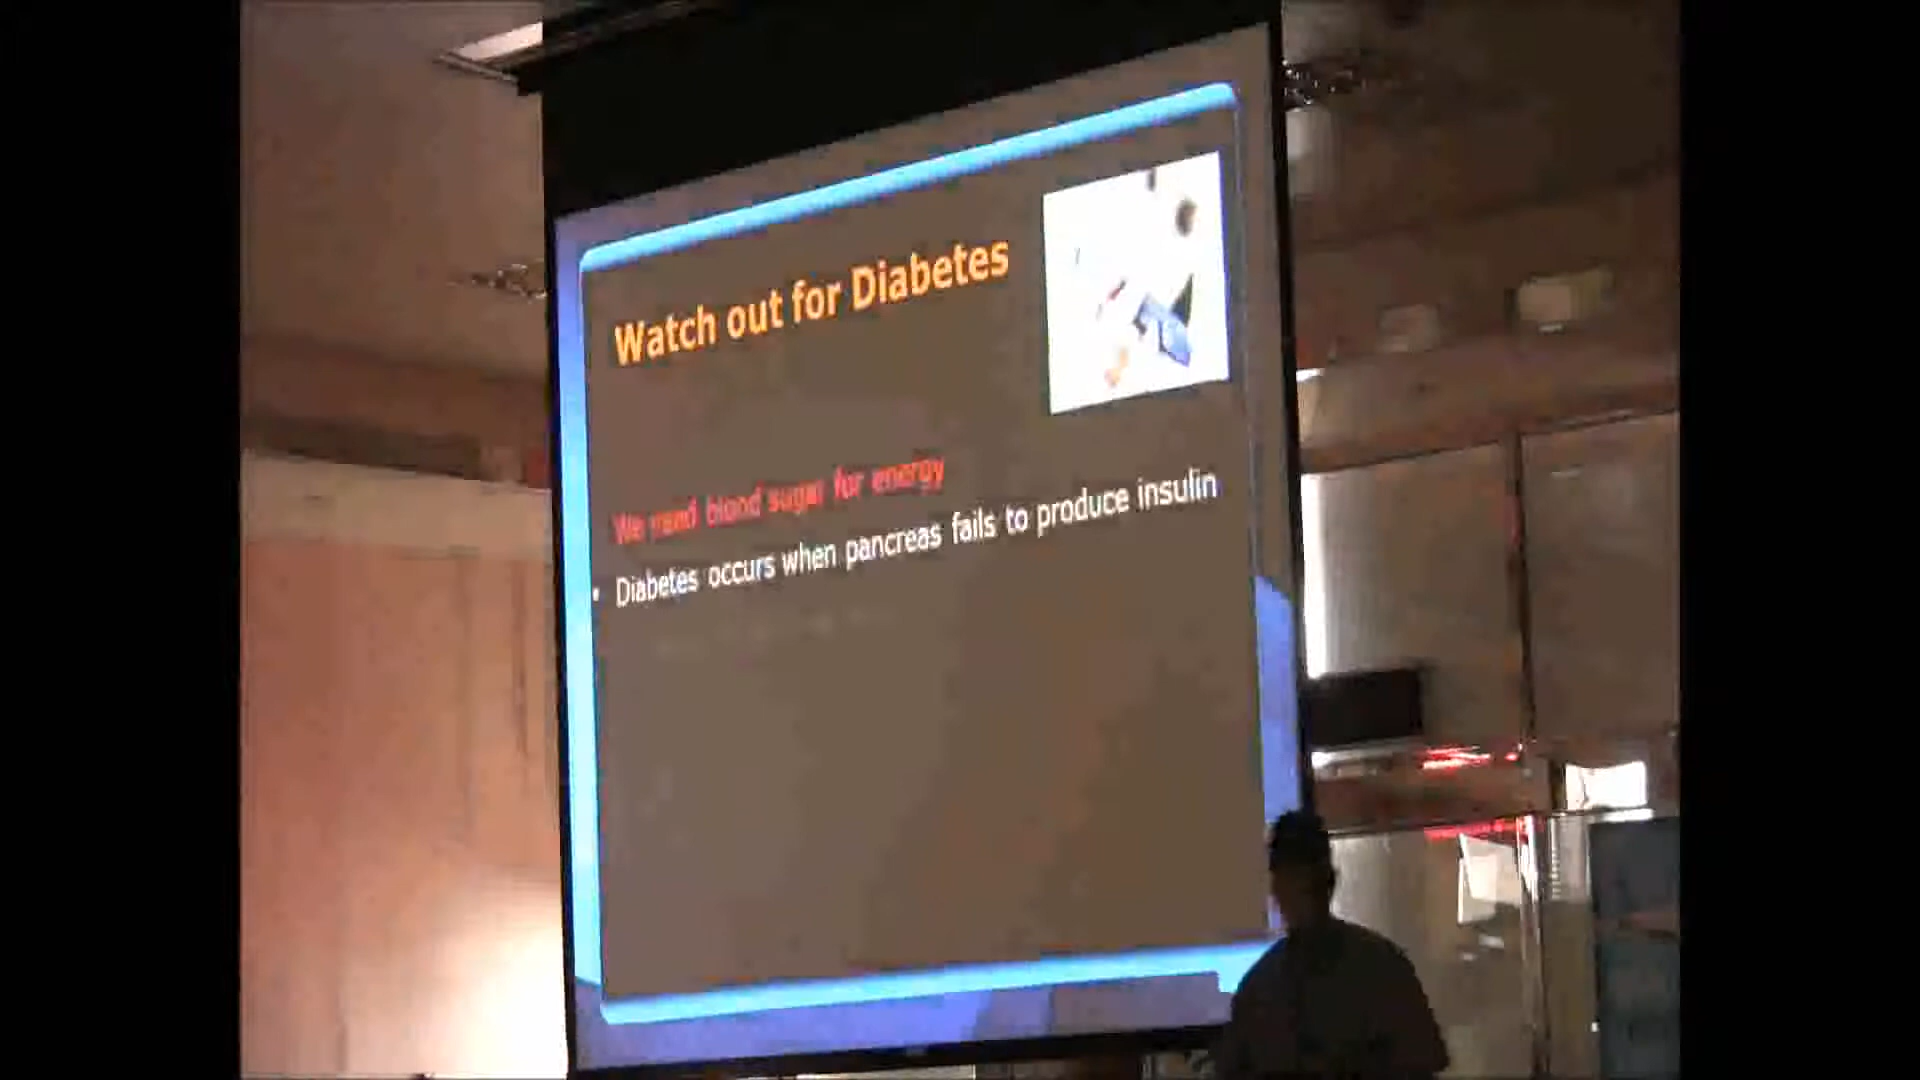 Watch out for Diabetes
We need blood sugar for energy
• Diabetes occurs when pancreas fails to produce insulin